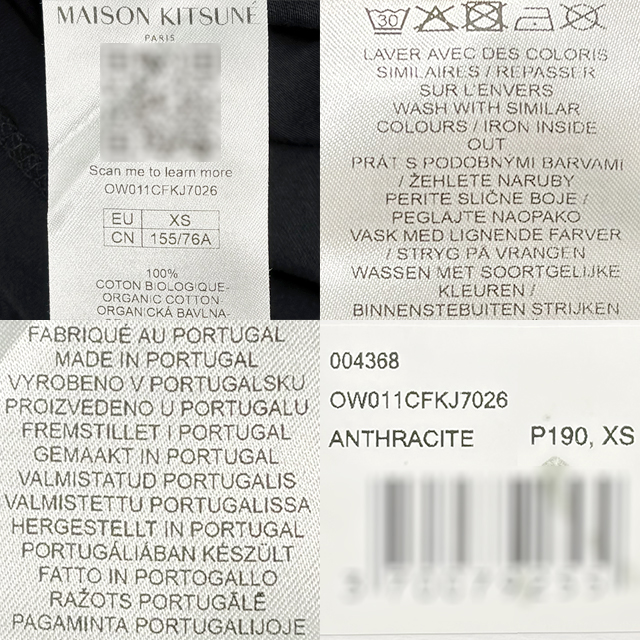 MAISON KITSUNÉ
PARIS
Scan me to learn more
OW011CFKJ7026
EU XS
CN 155/76A
100%
COTON BIOLOGIQUE-
ORGANIC COTTON
ORGANICKÁ BAVLNA-
30
LAVER AVEC DES COLORIS
SIMILAIRES / REPASSER
SUR L'ENVERS
WASH WITH SIMILAR
COLOURS / IRON INSIDE
OUT
PRÁT S PODOBNÝMI BARVAMI
/ ŽEHLETE NARUBY
PERITE SLIČNE BOJE /
PEGLAJTE NAOPAKO
VASK MED LIGNENDE FARVER
/ STRYG PÅ VRANGEN
WASSEN MET SOORTGELIJKE
KLEUREN /
BINNENSTEBUITEN STRIJKEN
FABRIQUÉ AU PORTUGAL
MADE IN PORTUGAL
VYROBENO V PORTUGALSKU
PROIZVEDENO U PORTUGALU
FREMSTILLET I PORTUGAL
GEMAAKT IN PORTUGAL
VALMISTATUD PORTUGALIS
VALMISTETTU PORTUGALISSA
HERGESTELLT IN PORTUGAL
PORTUGÁLIÁBAN KÉSZÜLT
FATTO IN PORTOGALLO
RAŽOTS PORTUGĀLĒ
PAGAMINTA PORTUGALIJOJE
004368
OW011CFKJ7026
ANTHRACITE P190, XS